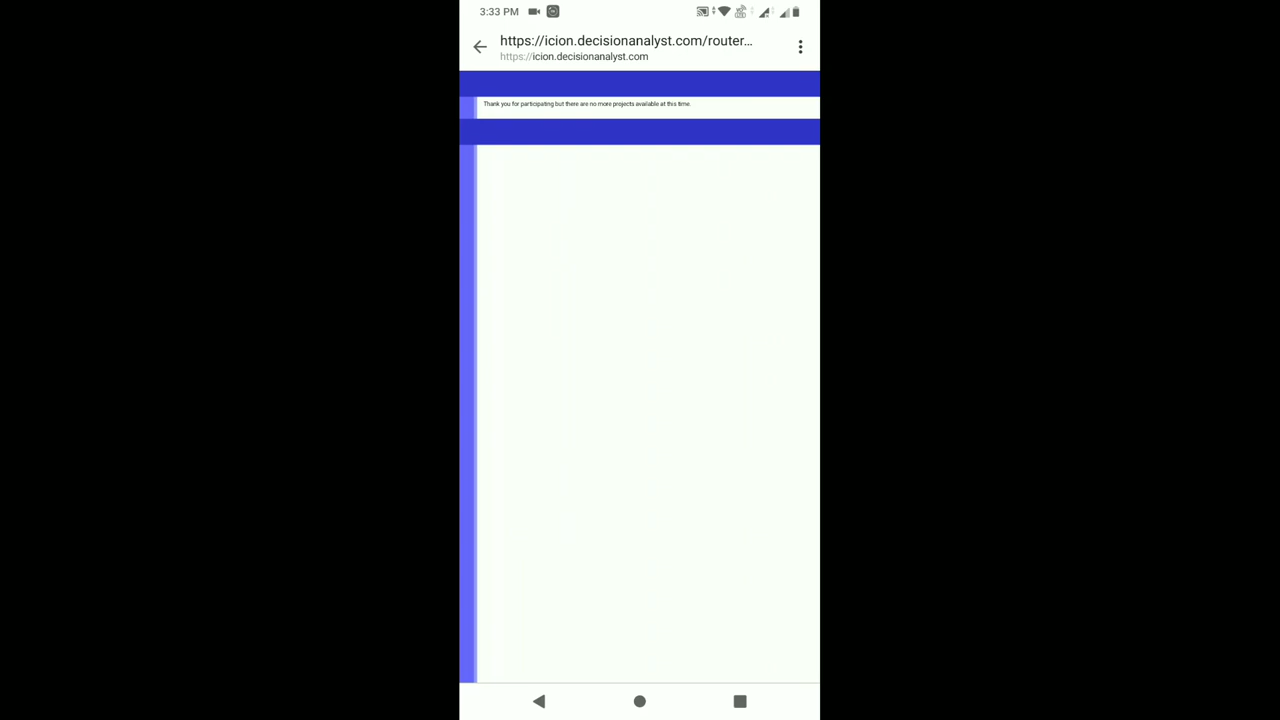 3:33 PM
https://icion.decisionanalyst.com/router...
https://icion.decisionanalyst.com
Thank you for participating but there are no more projects available at this time.